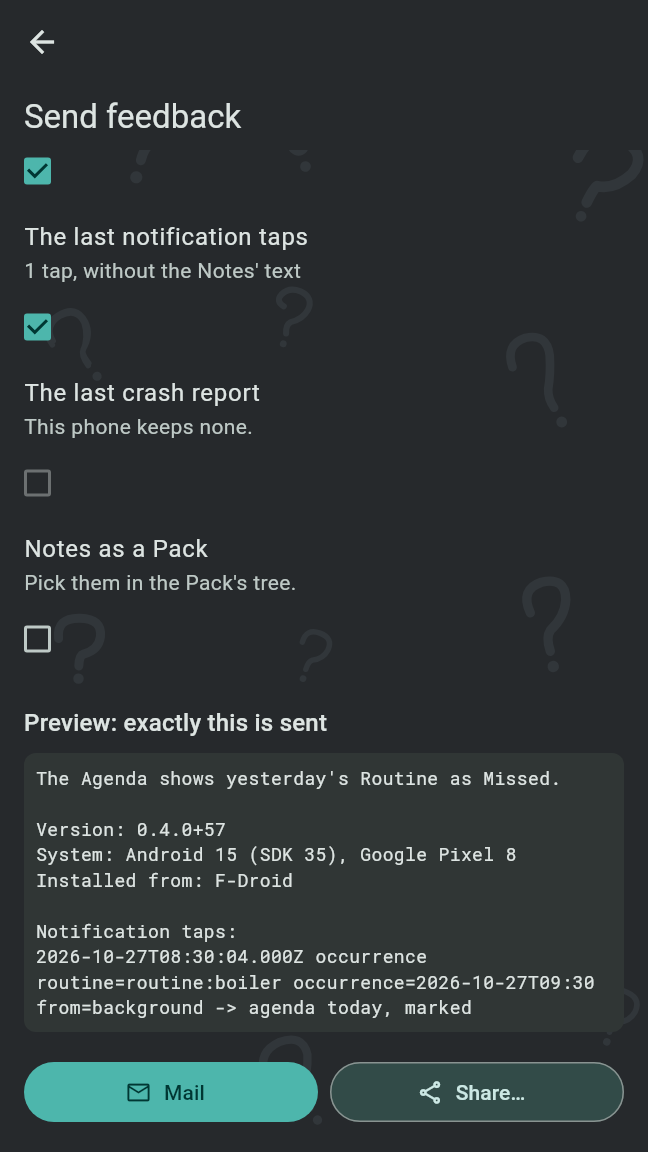 Send feedback
The last notification taps
1 tap, without the Notes' text
The last crash report
This phone keeps none.
Notes as a Pack
Pick them in the Pack's tree.
Preview: exactly this is sent
The Agenda shows yesterday's Routine as Missed.
Version: 0.4.0+57
System: Android 15 (SDK 35), Google Pixel 8
Installed from: F-Droid
Notification taps:
2026-10-27T08:30:04.000Z occurrence
routine=routine:boiler occurrence=2026-10-27T09:30
from=background -> agenda today, marked
Mail
Share…